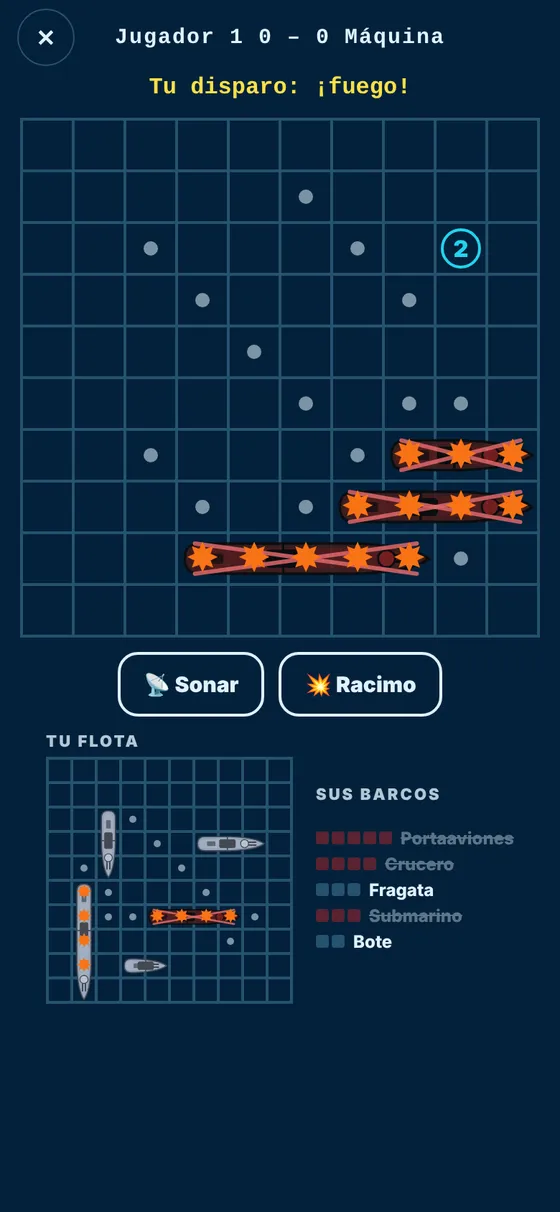 ×
Jugador 1 0 – 0 Máquina
Tu disparo: ¡fuego!
2
Sonar
Racimo
TU FLOTA
SUS BARCOS
Portaaviones
Crucero
Fragata
Submarino
Bote